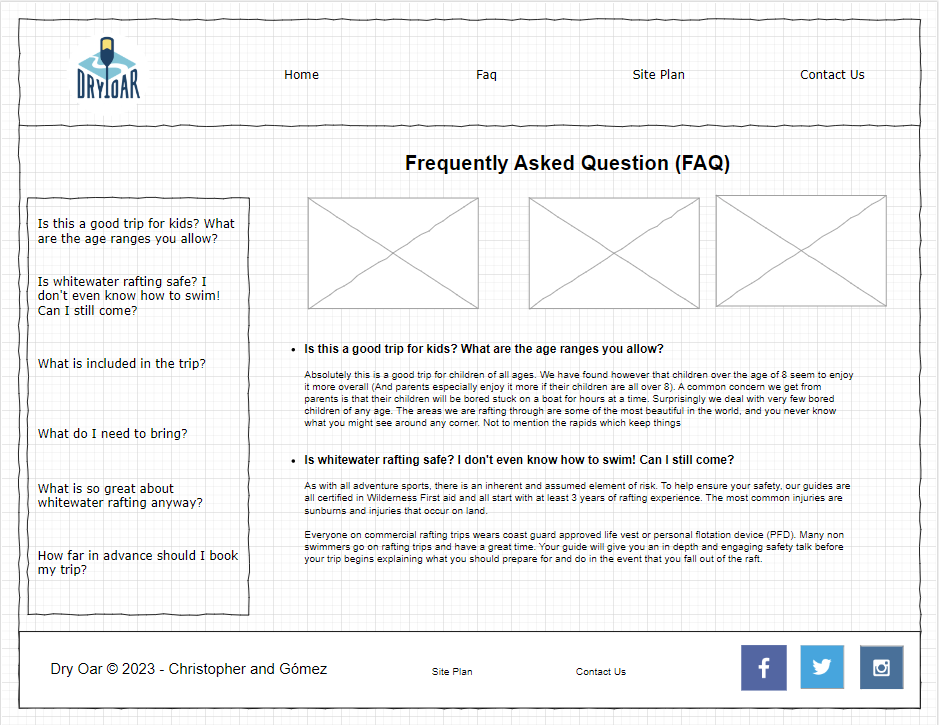 DRY OAR
Home
Faq
Site Plan
Contact Us
Frequently Asked Question (FAQ)
Is this a good trip for kids? What
are the age ranges you allow?
Is whitewater rafting safe? I
don't even know how to swim!
Can I still come?
What is included in the trip?
What do I need to bring?
What is so great about
whitewater rafting anyway?
How far in advance should I book
my trip?
• Is this a good trip for kids? What are the age ranges you allow?
Absolutely this is a good trip for children of all ages. We have found however that children over the age of 8 seem to enjoy
it more overall (And parents especially enjoy it more if their children are all over 8). A common concern we get from
parents is that their children will be bored stuck on a boat for hours at a time. Surprisingly we deal with very few bored
children of any age. The areas we are rafting through are some of the most beautiful in the world, and you never know
what you might see around any corner. Not to mention the rapids which keep things
• Is whitewater rafting safe? I don't even know how to swim! Can I still come?
As with all adventure sports, there is an inherent and assumed element of risk. To help ensure your safety, our guides are
all certified in Wilderness First aid and all start with at least 3 years of rafting experience. The most common injuries are
sunburns and injuries that occur on land.
Everyone on commercial rafting trips wears coast guard approved life vest or personal flotation device (PFD). Many non
swimmers go on rafting trips and have a great time. Your guide will give you an in depth and engaging safety talk before
your trip begins explaining what you should prepare for and do in the event that you fall out of the raft.
Dry Oar © 2023 - Christopher and Gómez
Site Plan
Contact Us